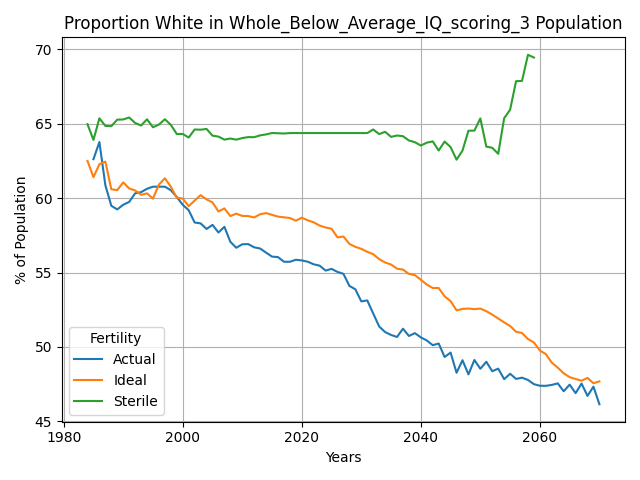 Proportion White in Whole_Below_Average_IQ_scoring_3 Population
% of Population
70
65
60
55
50
45
Fertility
Actual
Ideal
Sterile
1980
2000
2020
2040
2060
Years